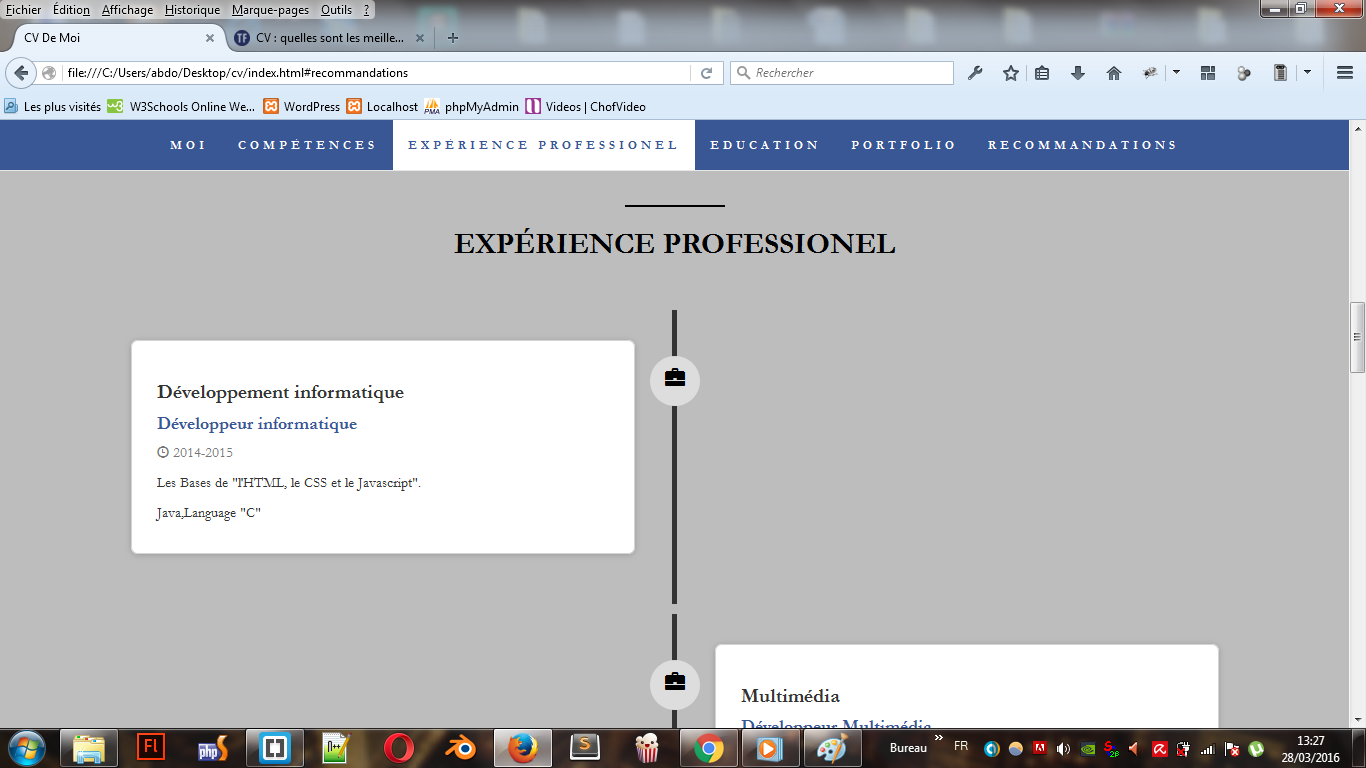 Fichier Édition Affichage Historique Marque-pages Outils ?
CV De Moi
CV : quelles sont les meille...
file:///C:/Users/abdo/Desktop/cv/index.html#recommandations
Rechercher
Les plus visités
W3Schools Online We...
WordPress
Localhost
phpMyAdmin
Videos | ChofVideo
MOI COMPÉTENCES EXPÉRIENCE PROFESSIONEL EDUCATION PORTFOLIO RECOMMANDATIONS
EXPÉRIENCE PROFESSIONEL
Développement informatique
Développeur informatique
2014-2015
Les Bases de "l'HTML, le CSS et le Javascript".
Java,Language "C"
Multimédia
Développeur Multimédia
Bureau
FR
13:27
28/03/2016